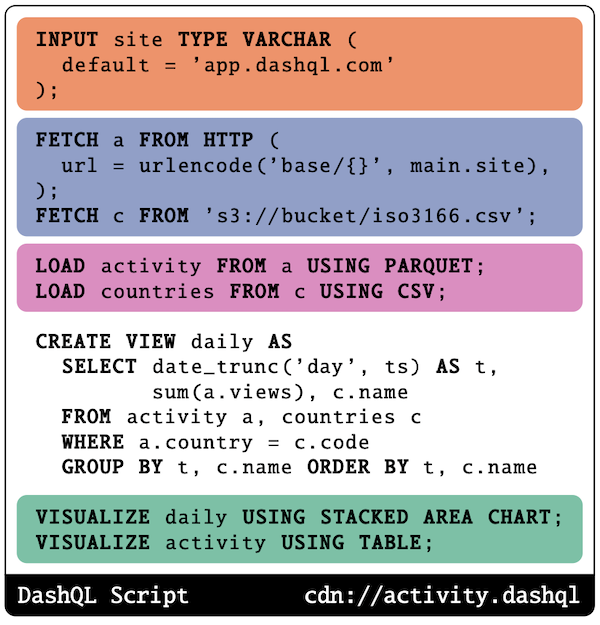 INPUT site TYPE VARCHAR (
default = ’app.dashql.com’
);
FETCH a FROM HTTP (
url = urlencode(’base/{}’, main.site),
);
FETCH c FROM ’s3://bucket/iso3166.csv’;
LOAD activity FROM a USING PARQUET;
LOAD countries FROM c USING CSV;
CREATE VIEW daily AS
SELECT date_trunc(’day’, ts) AS t,
sum(a.views), c.name
FROM activity a, countries c
WHERE a.country = c.code
GROUP BY t, c.name ORDER BY t, c.name
VISUALIZE daily USING STACKED AREA CHART;
VISUALIZE activity USING TABLE;
DashQL Script cdn://activity.dashql